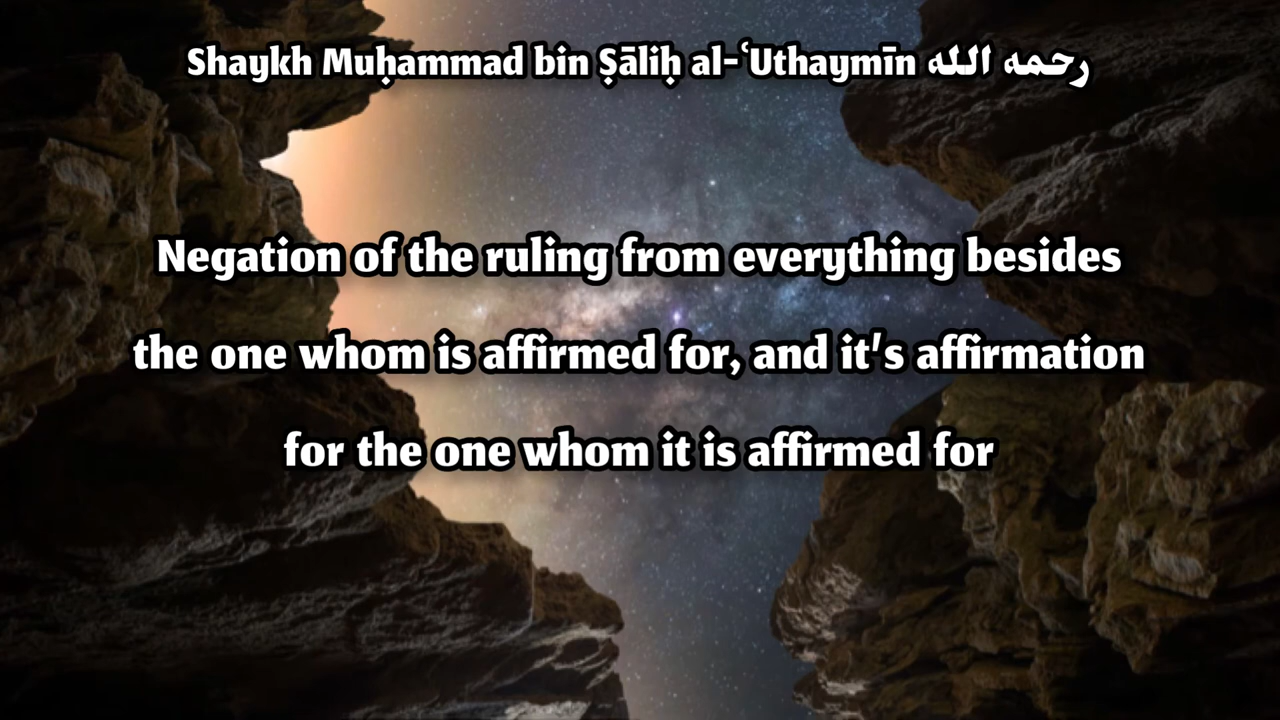 Shaykh Muḥammad bin Ṣāliḥ al-ʿUthaymīn رحمه الله
Negation of the ruling from everything besides
the one whom is affirmed for, and it's affirmation
for the one whom it is affirmed for